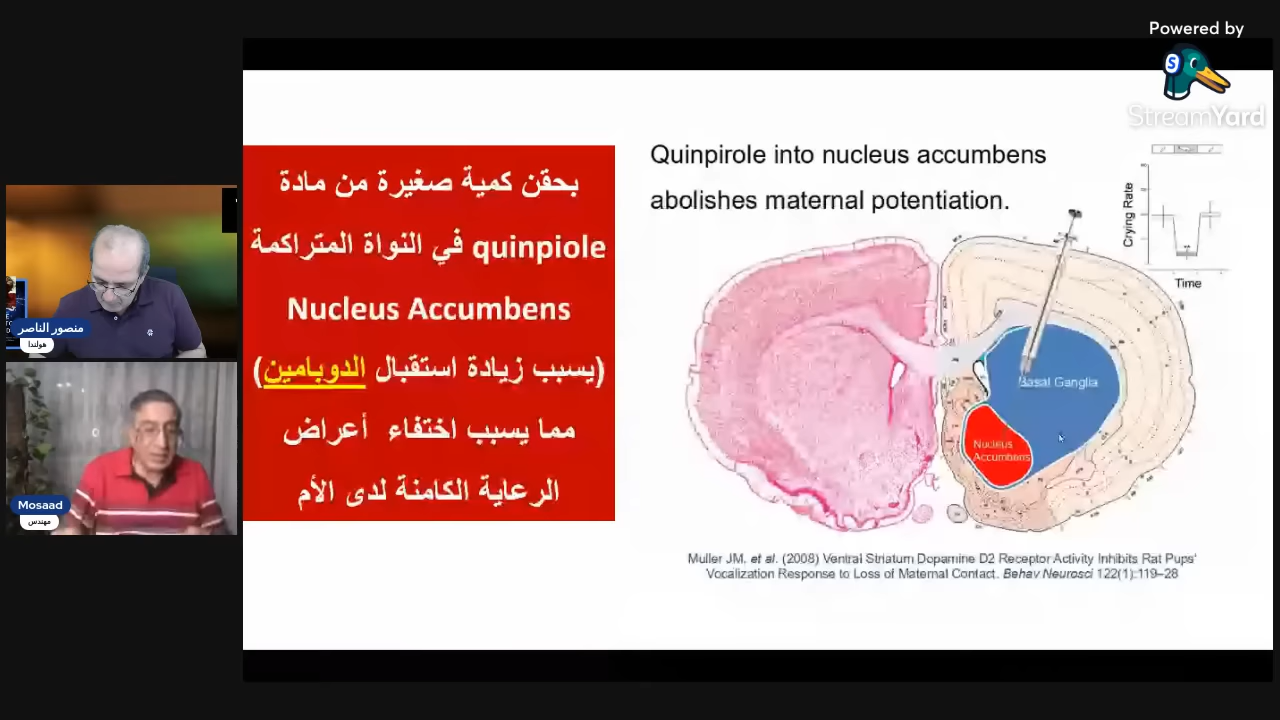 Powered by
StreamYard
بحقن كمية صغيرة من مادة
quinpiole في النواة المتراكمة
Nucleus Accumbens
(يسبب زيادة استقبال الدوبامين)
مما يسبب اختفاء أعراض
الرعاية الكامنة لدى الأم
Quinpirole into nucleus accumbens
abolishes maternal potentiation.
Crying Rate
Time
Basal Ganglia
Nucleus
Accumbens
Muller JM. et al. (2008) Ventral Striatum Dopamine D2 Receptor Activity Inhibits Rat Pups'
Vocalization Response to Loss of Maternal Contact. Behav Neurosci 122(1):119–28
منصور الناصر
هولندا
Mosaad
مهندس